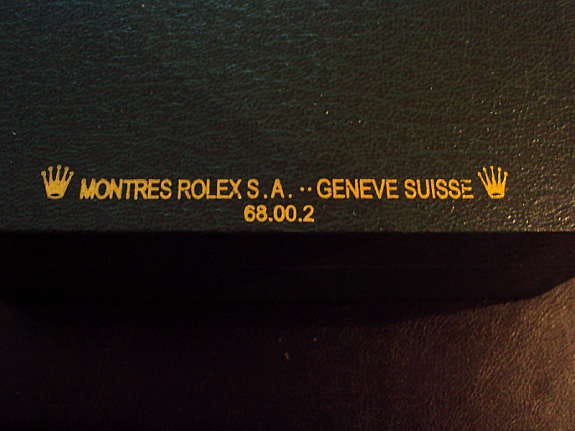 MONTRES ROLEX S.A. ·· GENEVE SUISSE
68.00.2